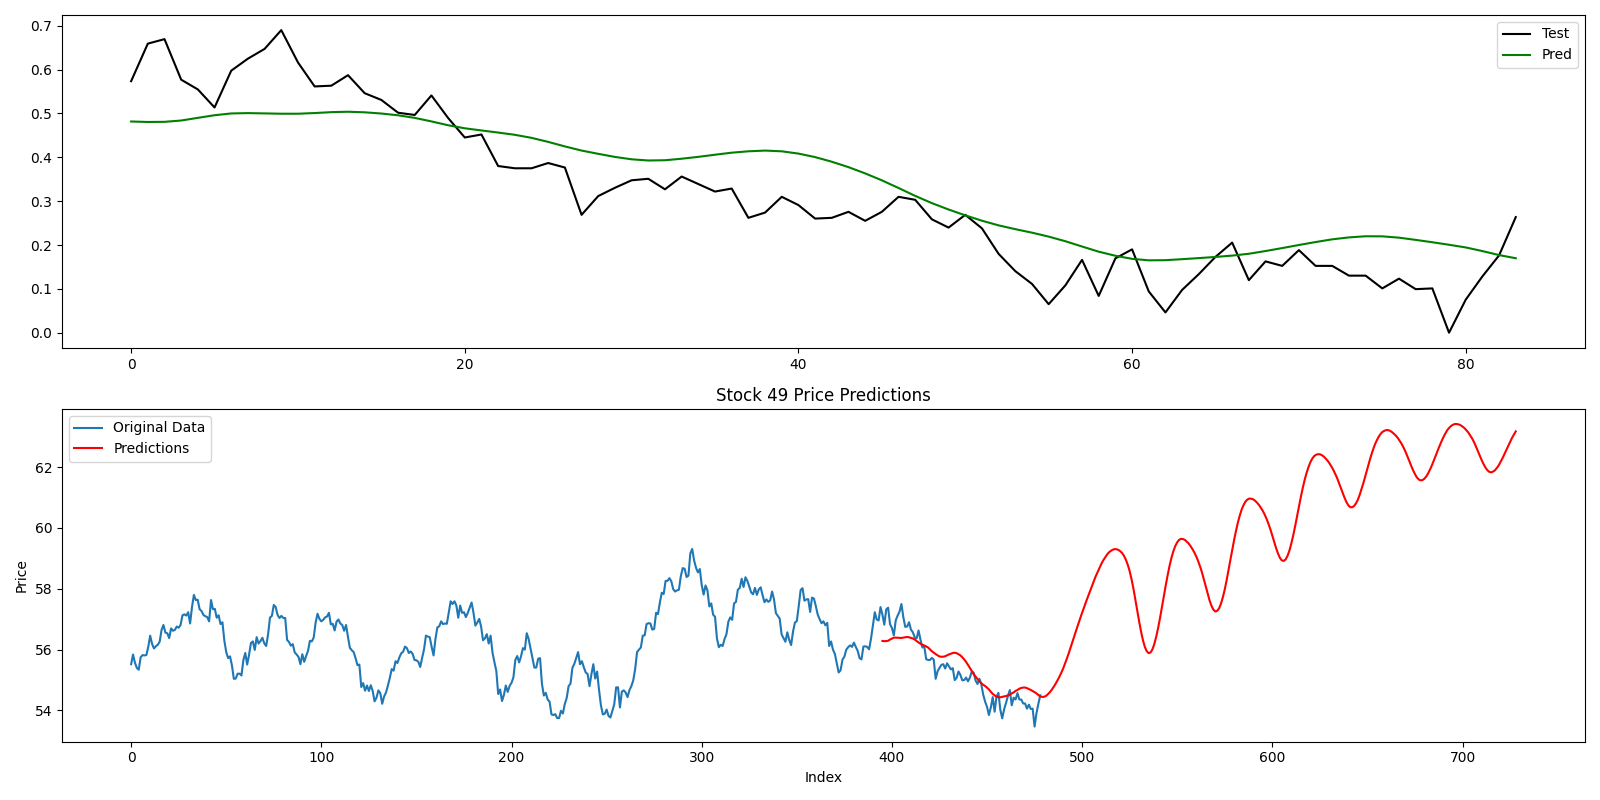 0.7
0.6
0.5
0.4
0.3
0.2
0.1
0.0
Test
Pred
0 20 40 60 80
Stock 49 Price Predictions
Original Data
Predictions
62
60
58
56
54
Price
0 100 200 300 400 500 600 700
Index